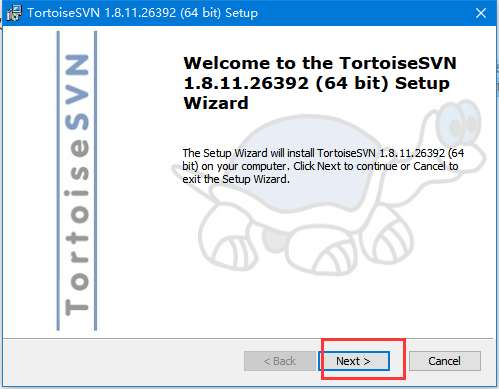 TortoiseSVN 1.8.11.26392 (64 bit) Setup
Welcome to the TortoiseSVN
1.8.11.26392 (64 bit) Setup
Wizard
The Setup Wizard will install TortoiseSVN 1.8.11.26392 (64
bit) on your computer. Click Next to continue or Cancel to
exit the Setup Wizard.
TortoiseSVN
< Back
Next >
Cancel